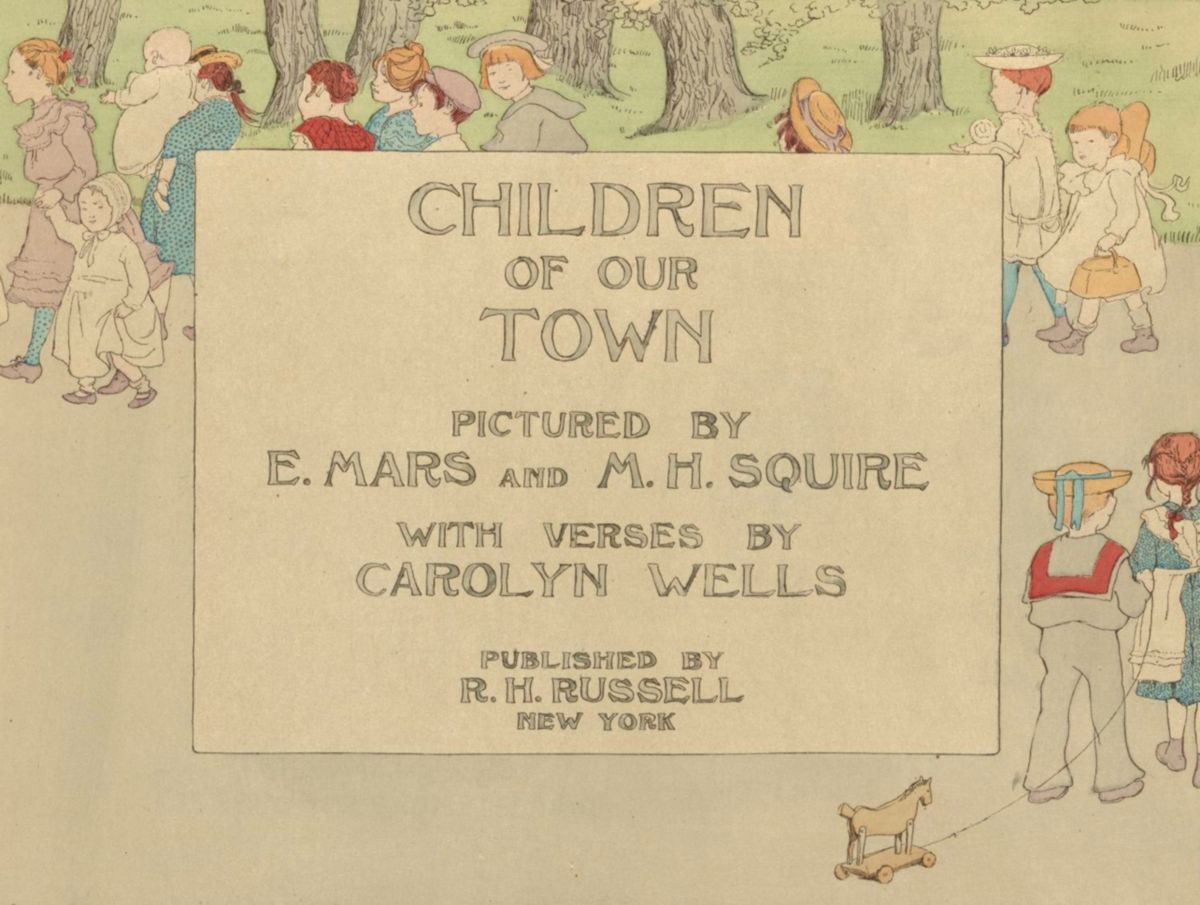 CHILDREN
OF OUR
TOWN
PICTURED BY
E. MARS AND M. H. SQUIRE
WITH VERSES BY
CAROLYN WELLS
PUBLISHED BY
R. H. RUSSELL
NEW YORK